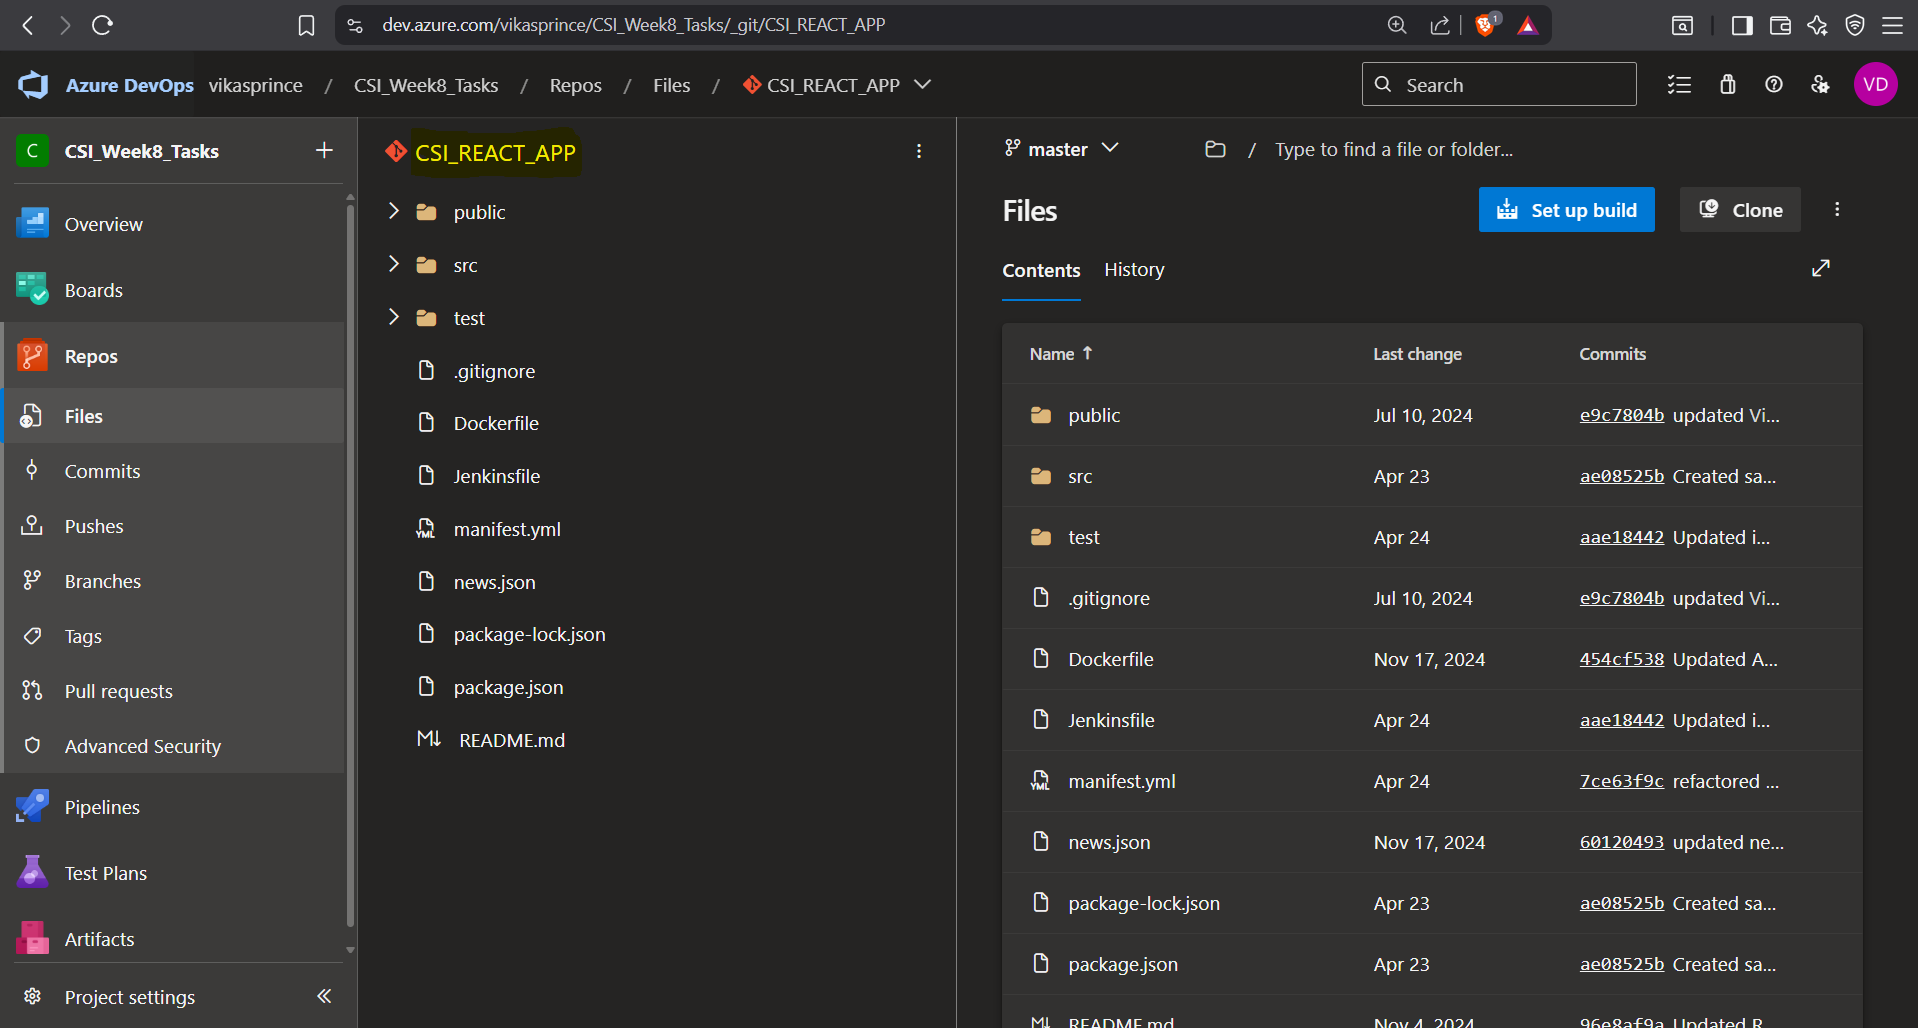 dev.azure.com/vikasprince/CSI_Week8_Tasks/_git/CSI_REACT_APP
1
Azure DevOps vikasprince / CSI_Week8_Tasks / Repos / Files / CSI_REACT_APP
Search
VD
C CSI_Week8_Tasks
Overview
Boards
Repos
Files
Commits
Pushes
Branches
Tags
Pull requests
Advanced Security
Pipelines
Test Plans
Artifacts
Project settings
CSI_REACT_APP
public
src
test
.gitignore
Dockerfile
Jenkinsfile
YML manifest.yml
news.json
package-lock.json
package.json
M↓ README.md
master / Type to find a file or folder...
Files
Set up build
Clone
Contents History
Name ↑ Last change Commits
public Jul 10, 2024 e9c7804b updated Vi...
src Apr 23 ae08525b Created sa...
test Apr 24 aae18442 Updated i...
.gitignore Jul 10, 2024 e9c7804b updated Vi...
Dockerfile Nov 17, 2024 454cf538 Updated A...
Jenkinsfile Apr 24 aae18442 Updated i...
YML manifest.yml Apr 24 7ce63f9c refactored ...
news.json Nov 17, 2024 60120493 updated ne...
package-lock.json Apr 23 ae08525b Created sa...
package.json Apr 23 ae08525b Created sa...
M↓ README.md Nov 4, 2024 96e8af9a Updated R...